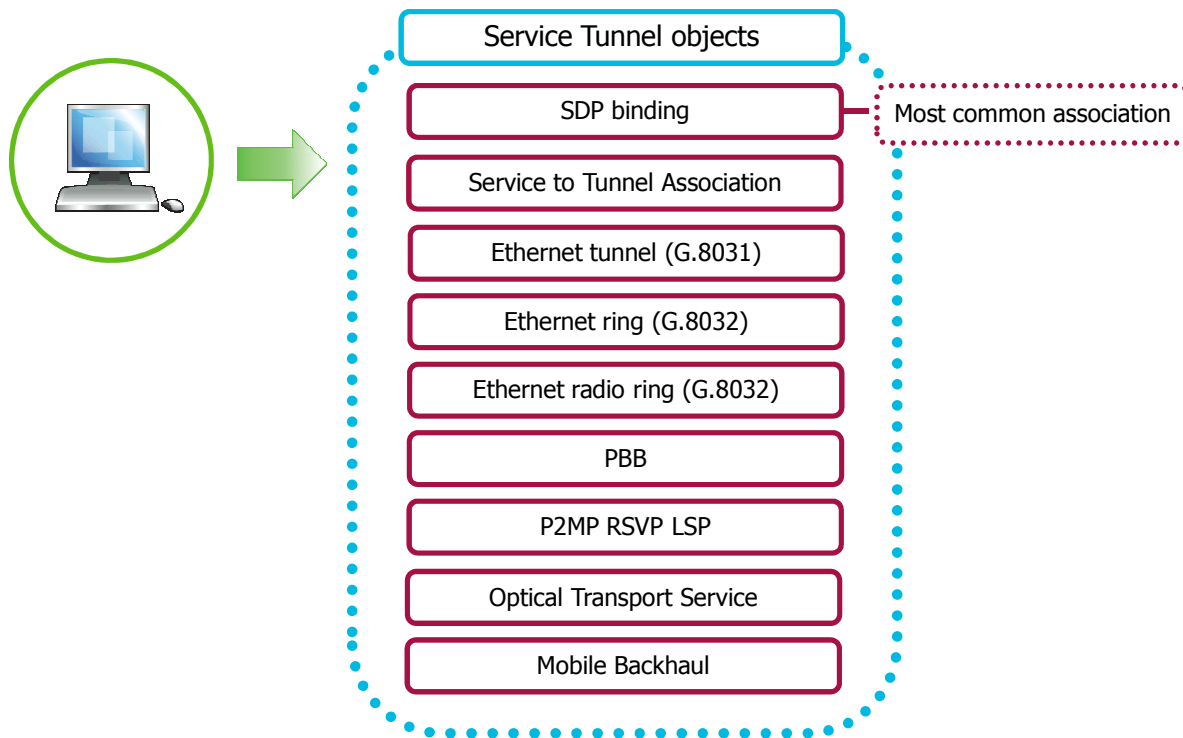 Service Tunnel objects
SDP binding
Most common association
Service to Tunnel Association
Ethernet tunnel (G.8031)
Ethernet ring (G.8032)
Ethernet radio ring (G.8032)
PBB
P2MP RSVP LSP
Optical Transport Service
Mobile Backhaul